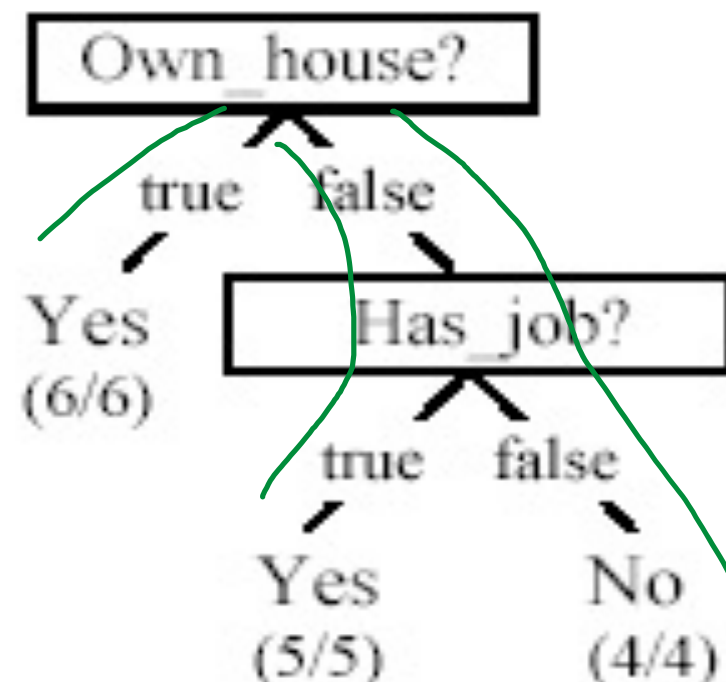 Own_house?
true false
Yes
(6/6)
Has_job?
true false
Yes No
(5/5) (4/4)